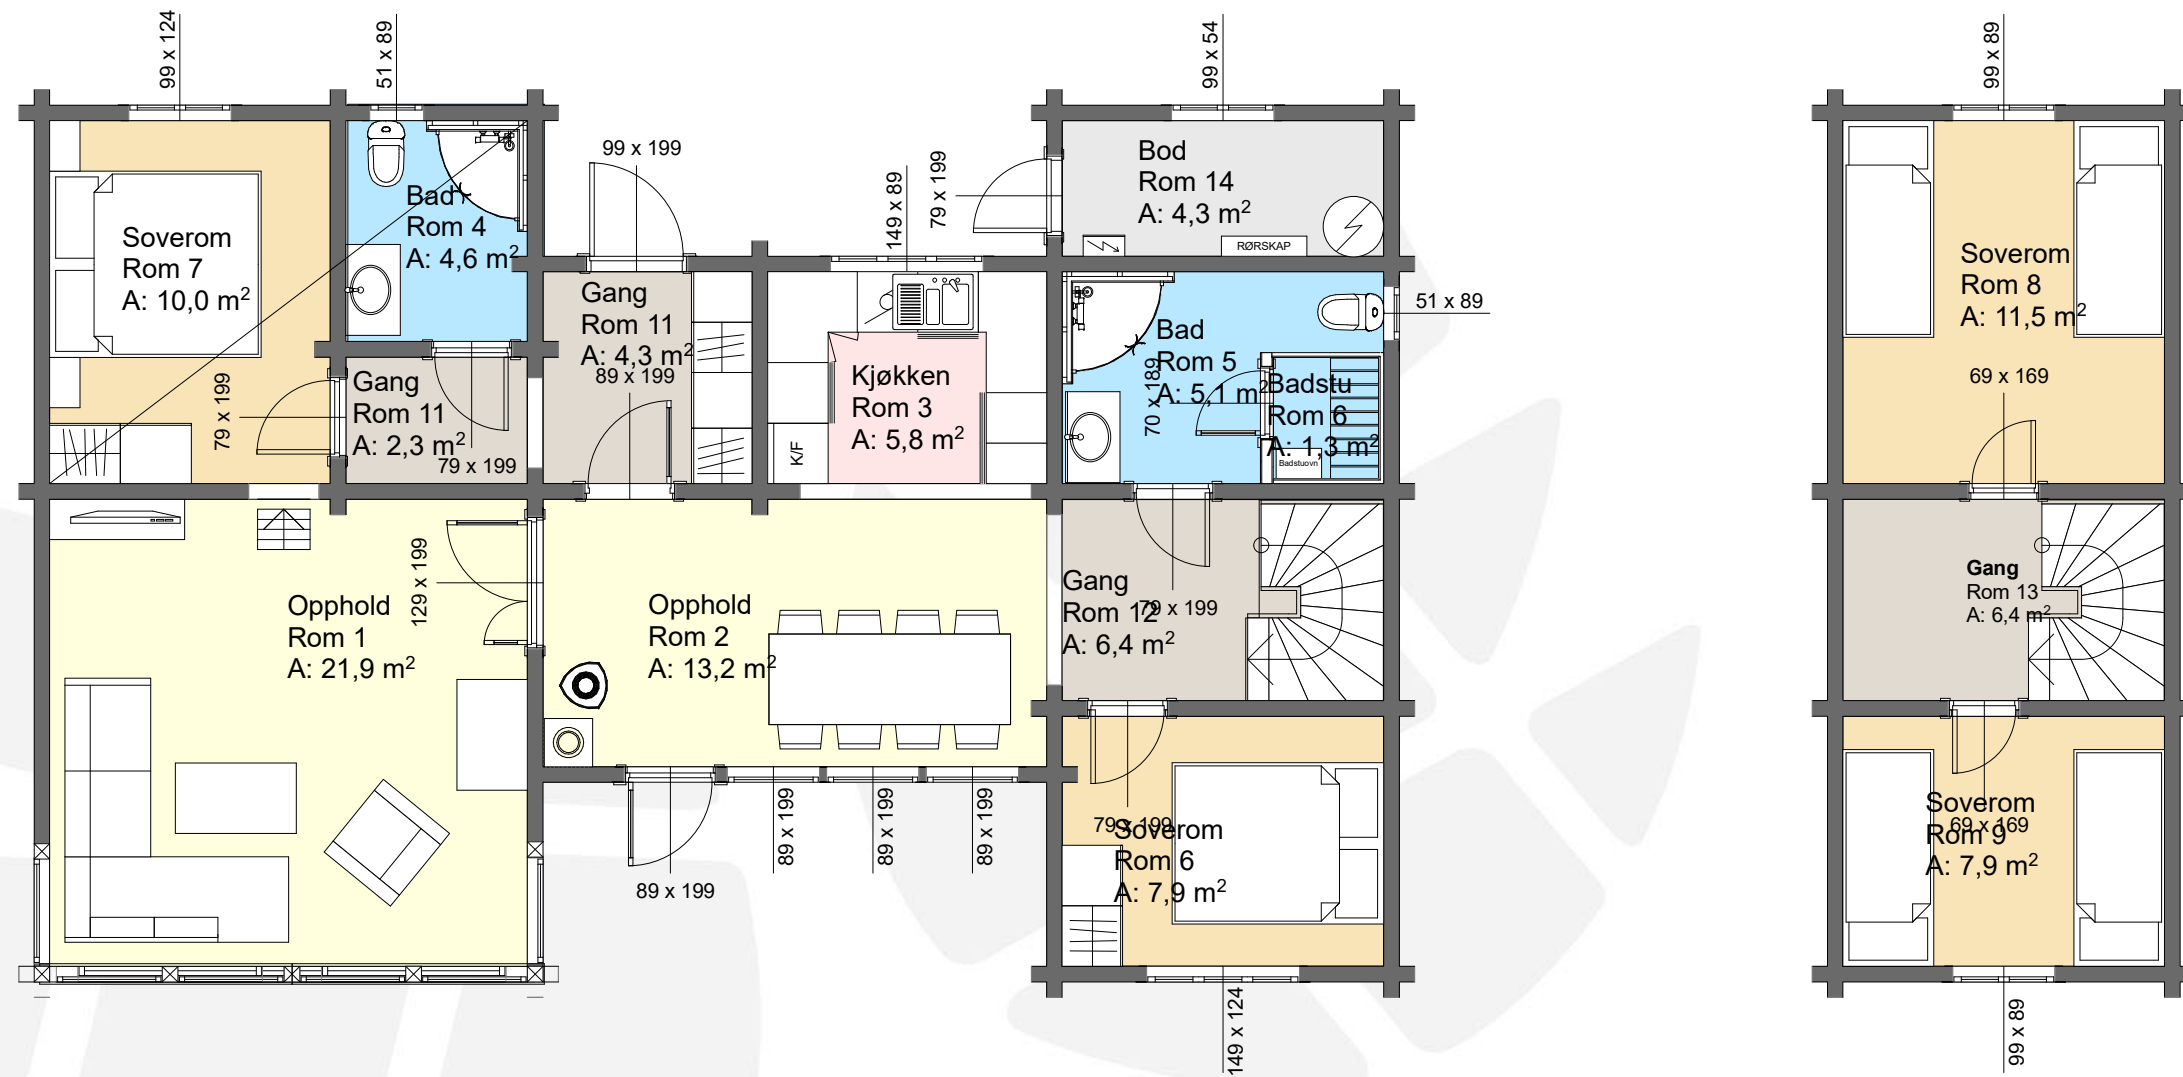 99 x 124
51 x 89
99 x 54
99 x 89
99 x 199
149 x 89
79 x 199
Bod
Rom 14
A: 4,3 m²
RØRSKAP
Soverom
Rom 7
A: 10,0 m²
Bad
Rom 4
A: 4,6 m²
Gang
Rom 11
A: 4,3 m²
89 x 199
Gang
Rom 11
A: 2,3 m²
79 x 199
79 x 199
Kjøkken
Rom 3
A: 5,8 m²
K/F
Bad
Rom 5
A: 5,1 m²
70 x 189
51 x 89
Badstu
Rom 6
A: 1,3 m²
Badstuovn
Soverom
Rom 8
A: 11,5 m²
69 x 169
Opphold
Rom 1
A: 21,9 m²
129 x 199
Opphold
Rom 2
A: 13,2 m²
Gang
Rom 12
A: 6,4 m²
79 x 199
Gang
Rom 13
A: 6,4 m²
79 x 199
Soverom
Rom 6
A: 7,9 m²
Soverom
Rom 9
A: 7,9 m²
69 x 169
89 x 199
89 x 199
89 x 199
89 x 199
149 x 124
99 x 89